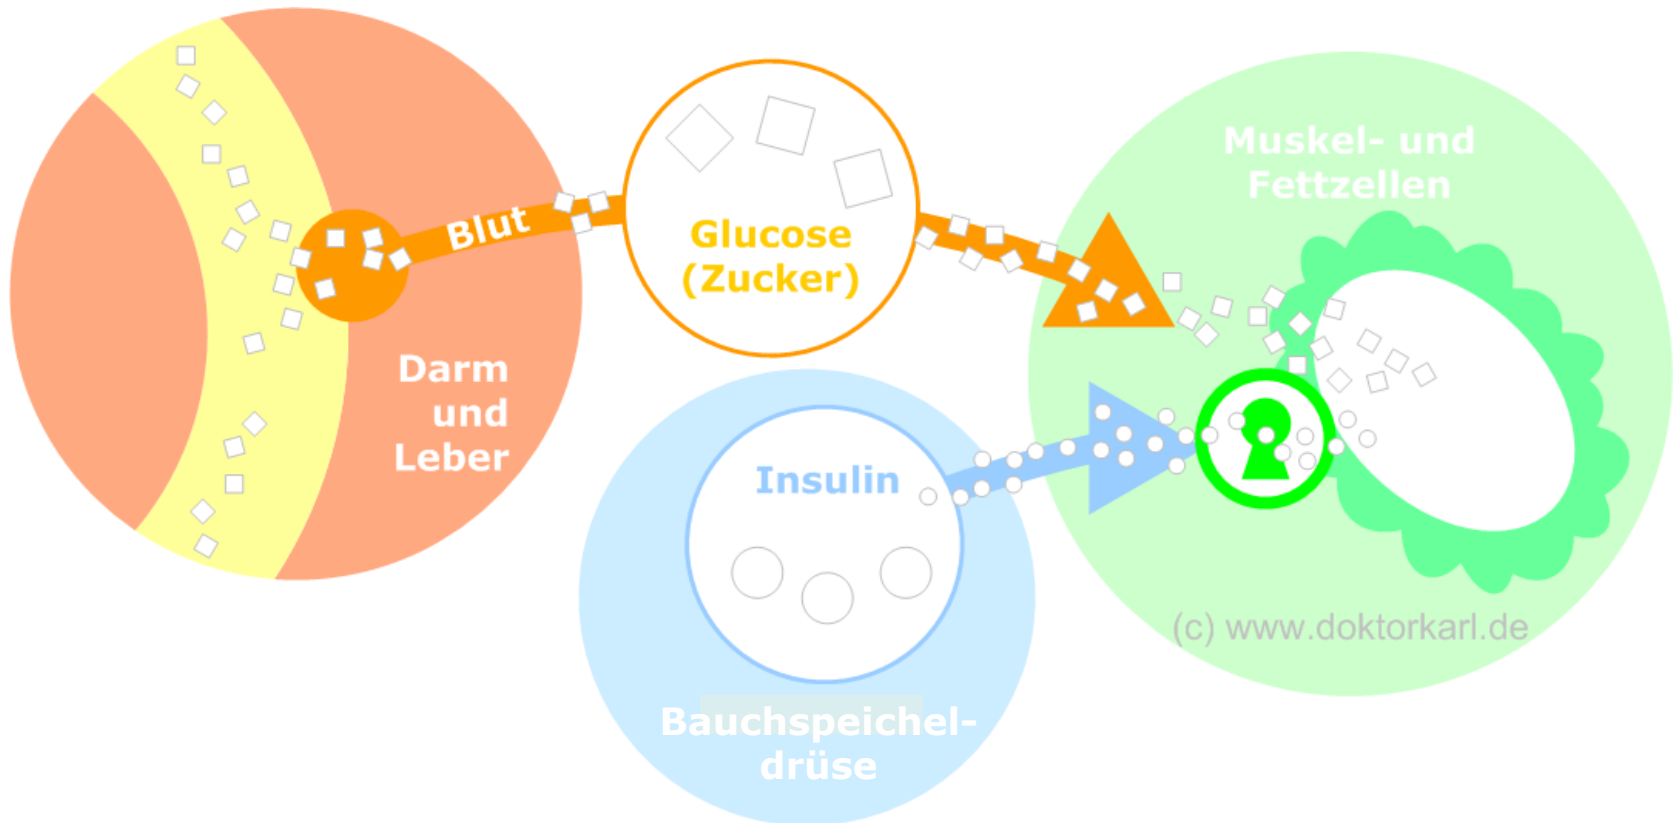 Blut
Darm
und
Leber
Glucose
(Zucker)
Insulin
Bauchspeichel-
drüse
Muskel- und
Fettzellen
(c) www.doktorkarl.de